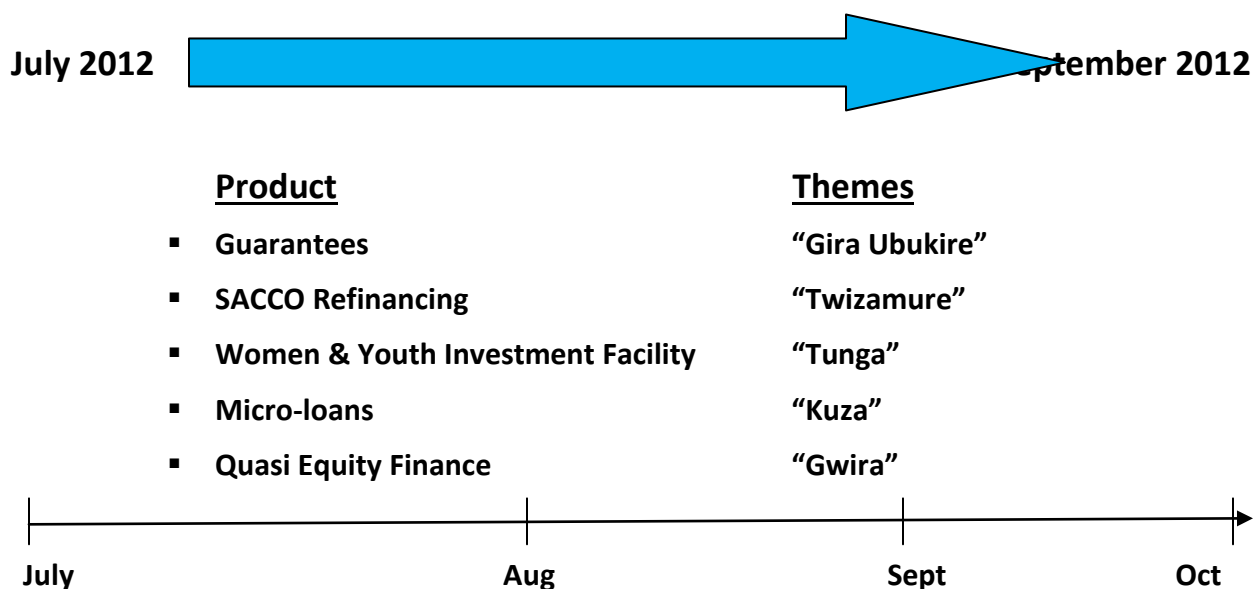 July 2012 eptember 2012
Product Themes
▪ Guarantees “Gira Ubukire”
▪ SACCO Refinancing “Twizamure”
▪ Women & Youth Investment Facility “Tunga”
▪ Micro-loans “Kuza”
▪ Quasi Equity Finance “Gwira”
July Aug Sept Oct